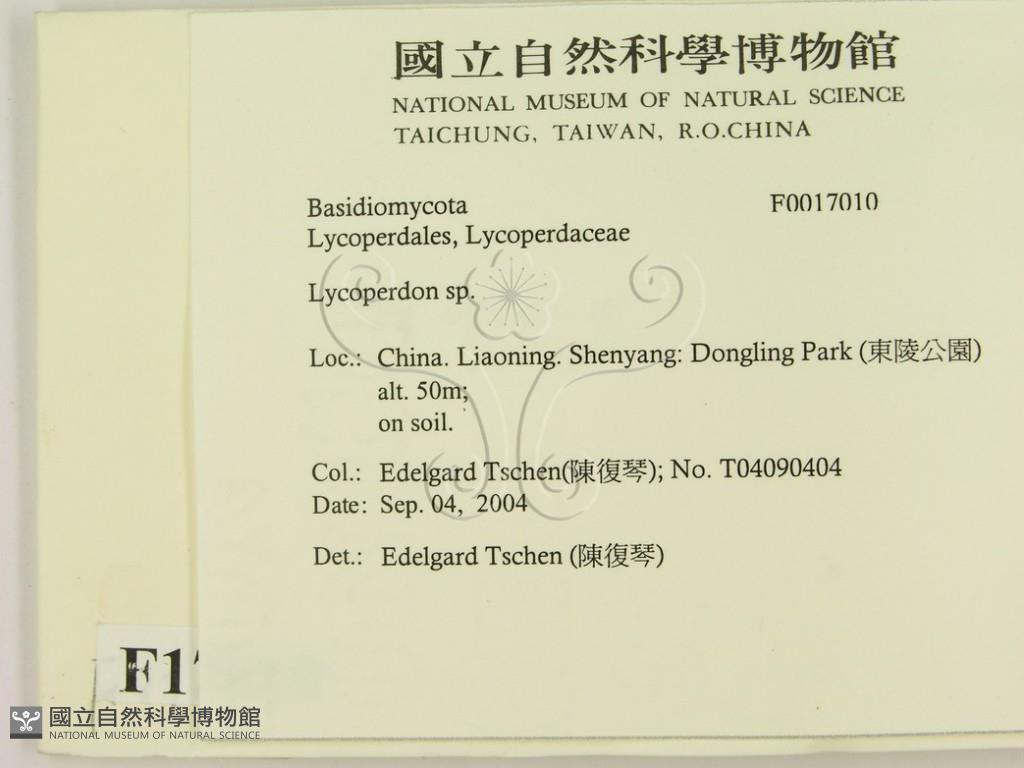 國立自然科學博物館
NATIONAL MUSEUM OF NATURAL SCIENCE
TAICHUNG, TAIWAN, R.O.CHINA
Basidiomycota F0017010
Lycoperdales, Lycoperdaceae
Lycoperdon sp.
Loc.: China. Liaoning. Shenyang: Dongling Park (東陵公園)
alt. 50m;
on soil.
Col.: Edelgard Tschen(陳復琴); No. T04090404
Date: Sep. 04, 2004
Det.: Edelgard Tschen (陳復琴)
F1
國立自然科學博物館
NATIONAL MUSEUM OF NATURAL SCIENCE